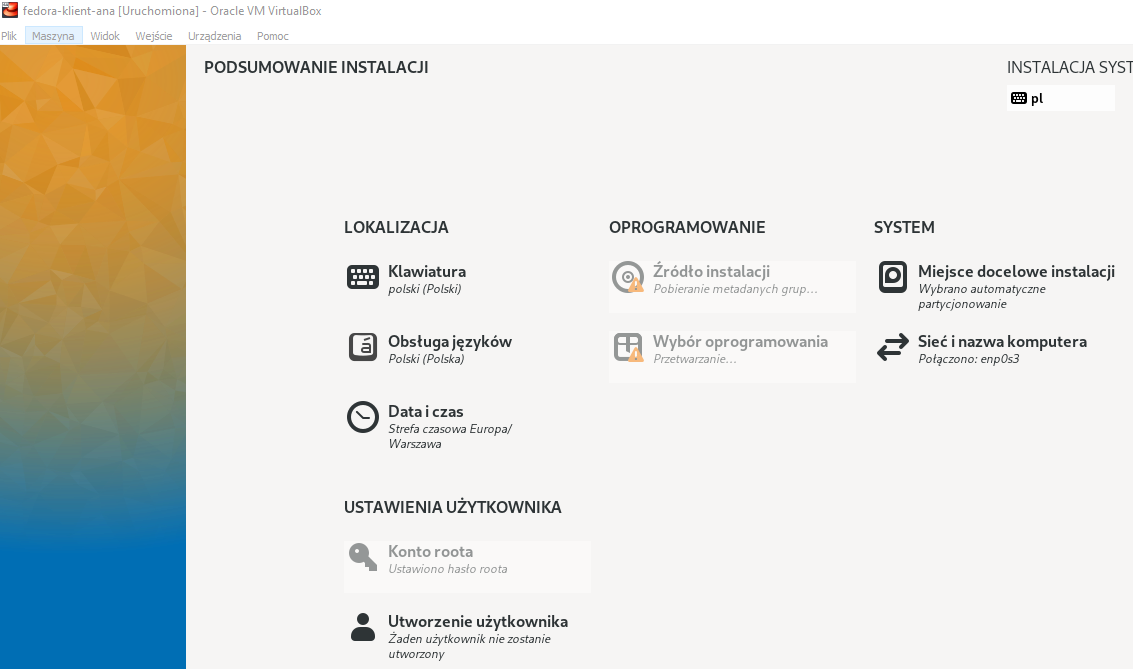 fedora-klient-ana [Uruchomiona] - Oracle VM VirtualBox
Plik Maszyna Widok Wejście Urządzenia Pomoc
PODSUMOWANIE INSTALACJI
INSTALACJA SYST
pl
LOKALIZACJA
Klawiatura
polski (Polski)
Obsługa języków
Polski (Polska)
Data i czas
Strefa czasowa Europa/
Warszawa
OPROGRAMOWANIE
Źródło instalacji
Pobieranie metadanych grup...
Wybór oprogramowania
Przetwarzanie...
SYSTEM
Miejsce docelowe instalacji
Wybrano automatyczne
partycjonowanie
Sieć i nazwa komputera
Połączono: enp0s3
USTAWIENIA UŻYTKOWNIKA
Konto roota
Ustawiono hasło roota
Utworzenie użytkownika
Żaden użytkownik nie zostanie
utworzony